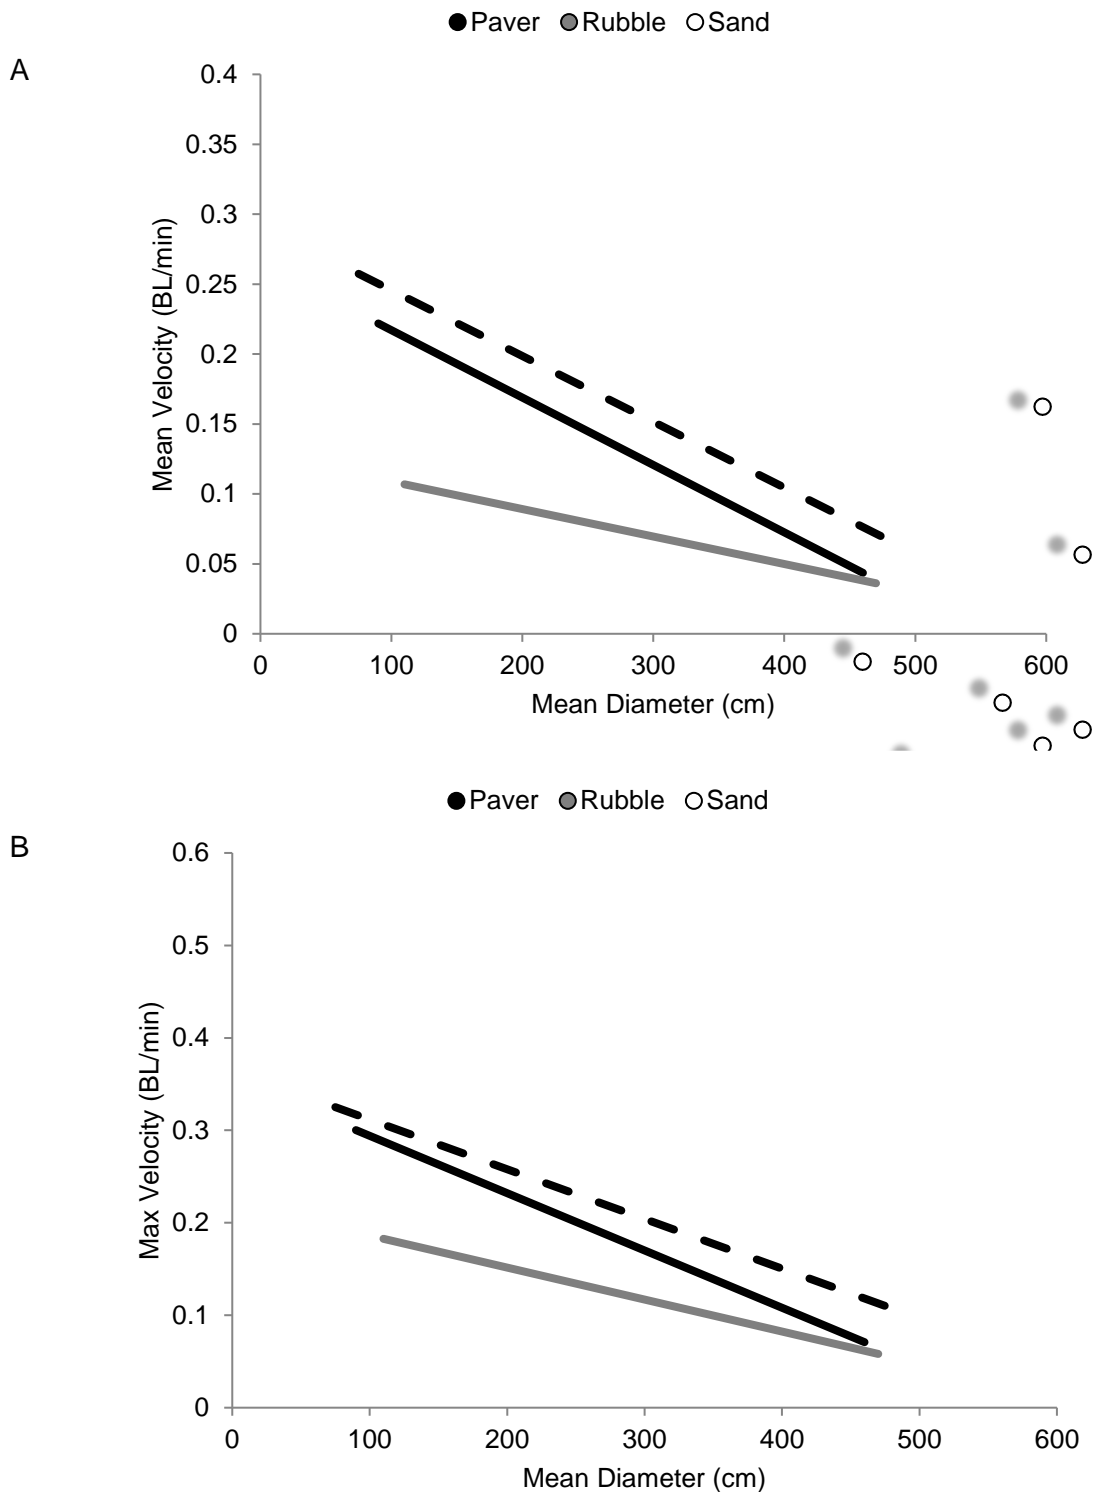 Paver Rubble Sand
A
0.4
0.35
0.3
0.25
0.2
0.15
0.1
0.05
0
Mean Velocity (BL/min)
0 100 200 300 400 500 600
Mean Diameter (cm)
Paver Rubble Sand
B
0.6
0.5
0.4
0.3
0.2
0.1
0
Max Velocity (BL/min)
0 100 200 300 400 500 600
Mean Diameter (cm)